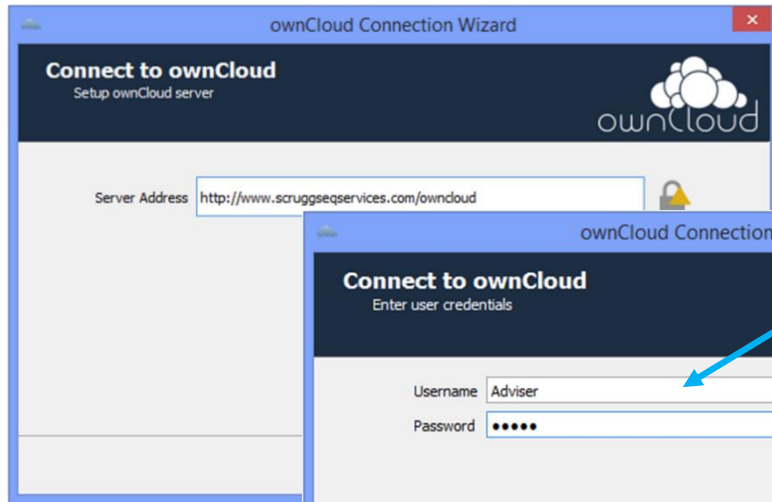 ownCloud Connection Wizard
Connect to ownCloud
Setup ownCloud server
ownCloud
Server Address http://www.scruggseqservices.com/owncloud
ownCloud Connection
Connect to ownCloud
Enter user credentials
Username Adviser
Password •••••